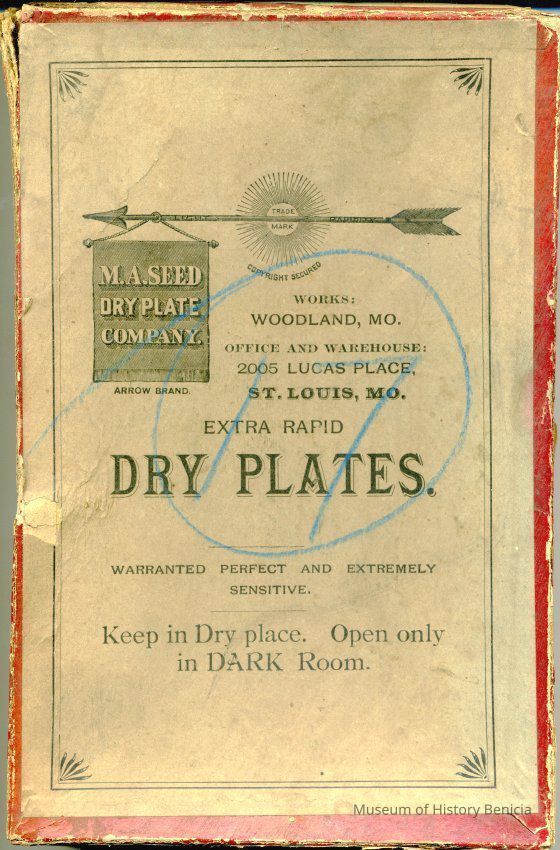 TRADE
MARK
COPYRIGHT SECURED
M. A. SEED
DRY PLATE
COMPANY.
ARROW BRAND.
WORKS:
WOODLAND, MO.
OFFICE AND WAREHOUSE:
2005 LUCAS PLACE,
ST. LOUIS, MO.
EXTRA RAPID
DRY PLATES.
17
WARRANTED PERFECT AND EXTREMELY
SENSITIVE.
Keep in Dry place. Open only
in DARK Room.
Museum of History Benicia